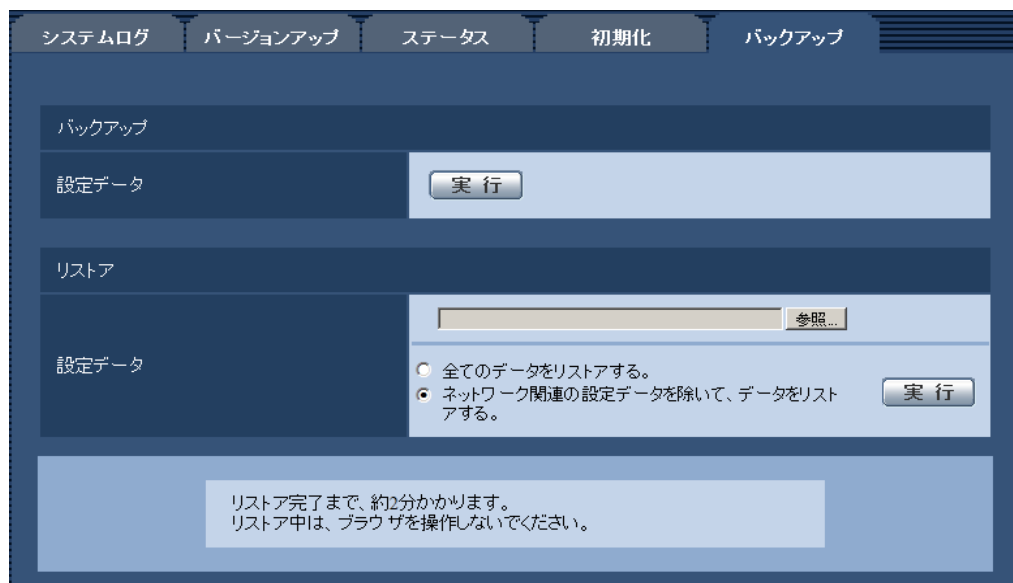 システムログ バージョンアップ ステータス 初期化 バックアップ
バックアップ
設定データ 実行
リストア
参照...
設定データ
全てのデータをリストアする。
ネットワーク関連の設定データを除いて、データをリスト
アする。
実行
リストア完了まで、約2分かかります。
リストア中は、ブラウザを操作しないでください。